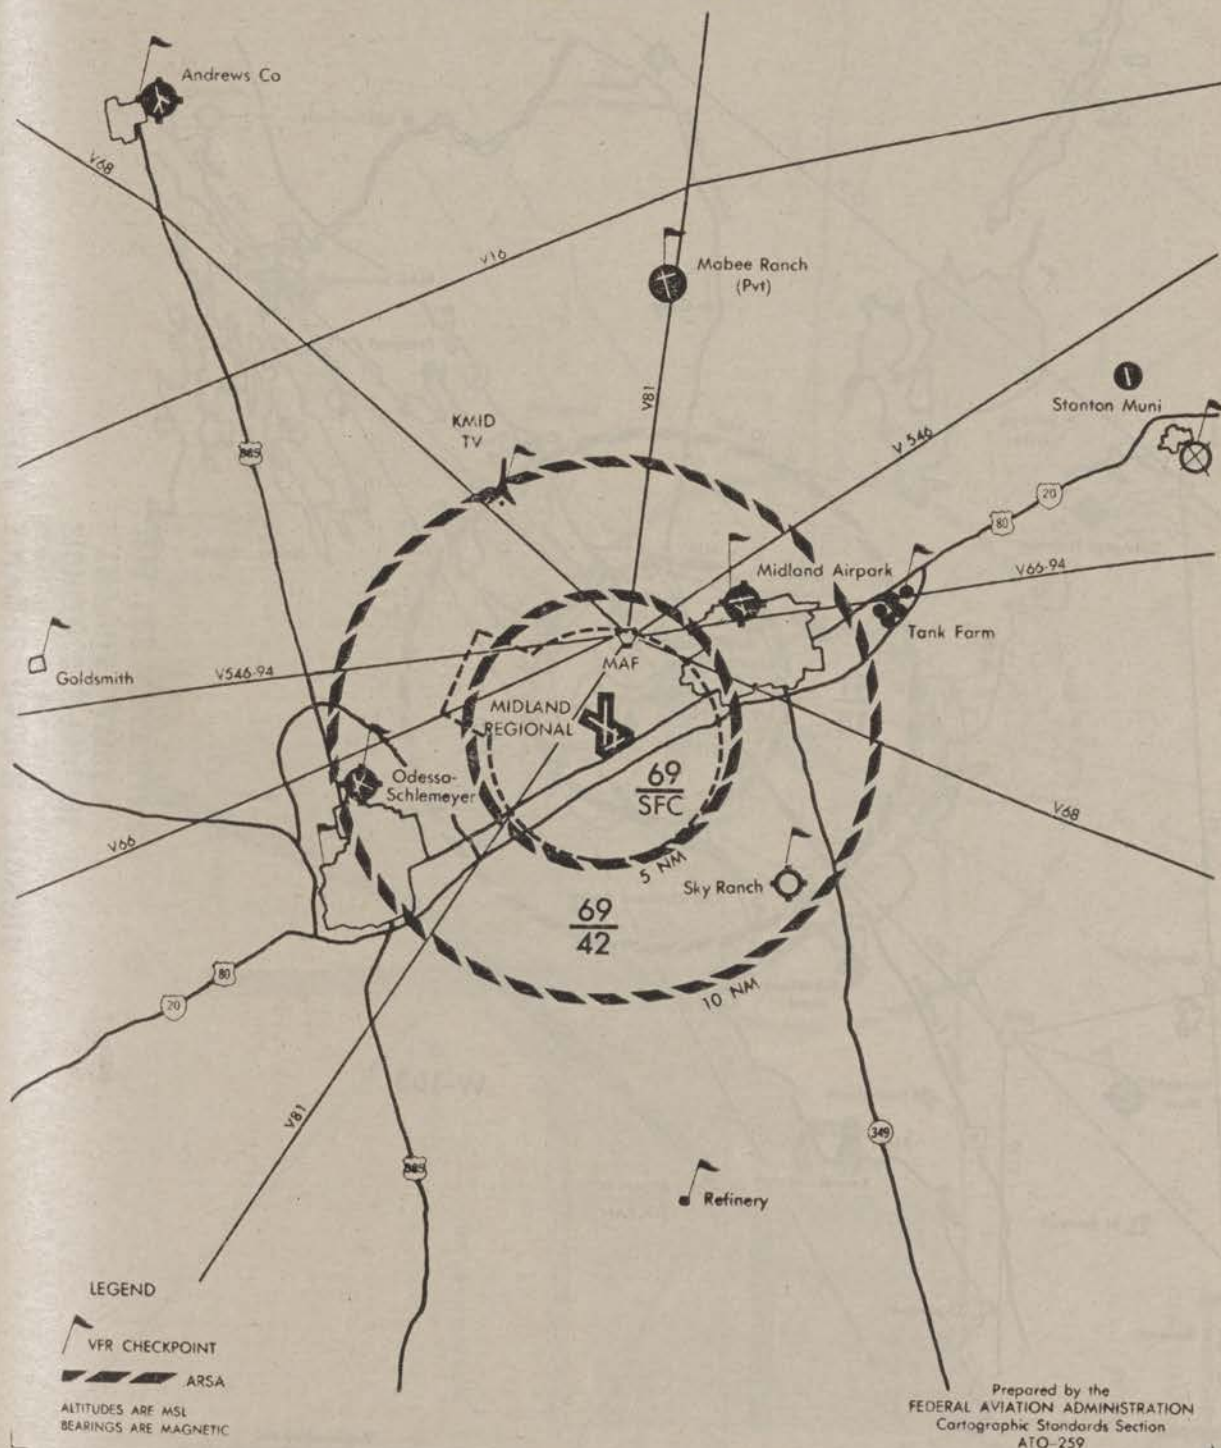 Andrews Co
V68
V16
Mabee Ranch
(Pvt)
V81
Stanton Muni
KMID
TV
V 546
385
20
80
V66-94
Midland Airpark
Tank Farm
Goldsmith
V546-94
MAF
MIDLAND
REGIONAL
Odessa-
Schlemeyer
69
SFC
V68
V66
5 NM
Sky Ranch
69
42
80
20
10 NM
V81
349
385
Refinery
LEGEND
VFR CHECKPOINT
ARSA
ALTITUDES ARE MSL
BEARINGS ARE MAGNETIC
Prepared by the
FEDERAL AVIATION ADMINISTRATION
Cartographic Standards Section
ATO-259